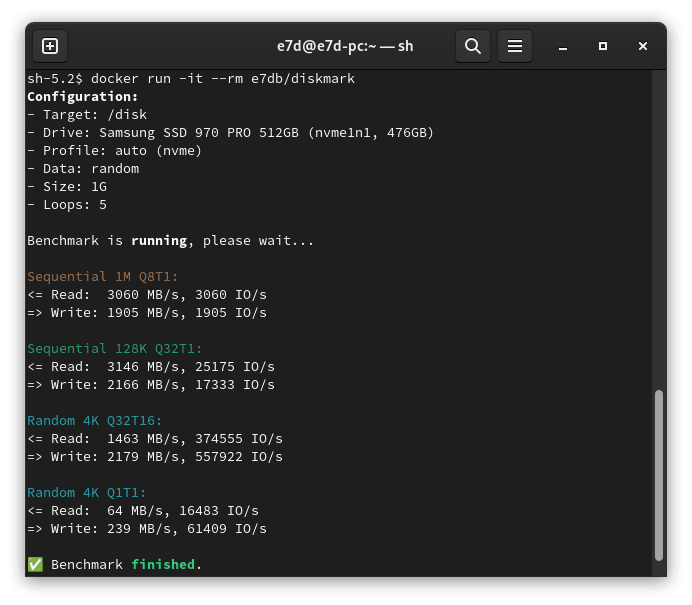 e7d@e7d-pc:~ — sh
sh-5.2$ docker run -it --rm e7db/diskmark
Configuration:
- Target: /disk
- Drive: Samsung SSD 970 PRO 512GB (nvme1n1, 476GB)
- Profile: auto (nvme)
- Data: random
- Size: 1G
- Loops: 5
Benchmark is running, please wait...
Sequential 1M Q8T1:
<= Read:  3060 MB/s, 3060 IO/s
=> Write: 1905 MB/s, 1905 IO/s
Sequential 128K Q32T1:
<= Read:  3146 MB/s, 25175 IO/s
=> Write: 2166 MB/s, 17333 IO/s
Random 4K Q32T16:
<= Read:  1463 MB/s, 374555 IO/s
=> Write: 2179 MB/s, 557922 IO/s
Random 4K Q1T1:
<= Read:  64 MB/s, 16483 IO/s
=> Write: 239 MB/s, 61409 IO/s
✅ Benchmark finished.